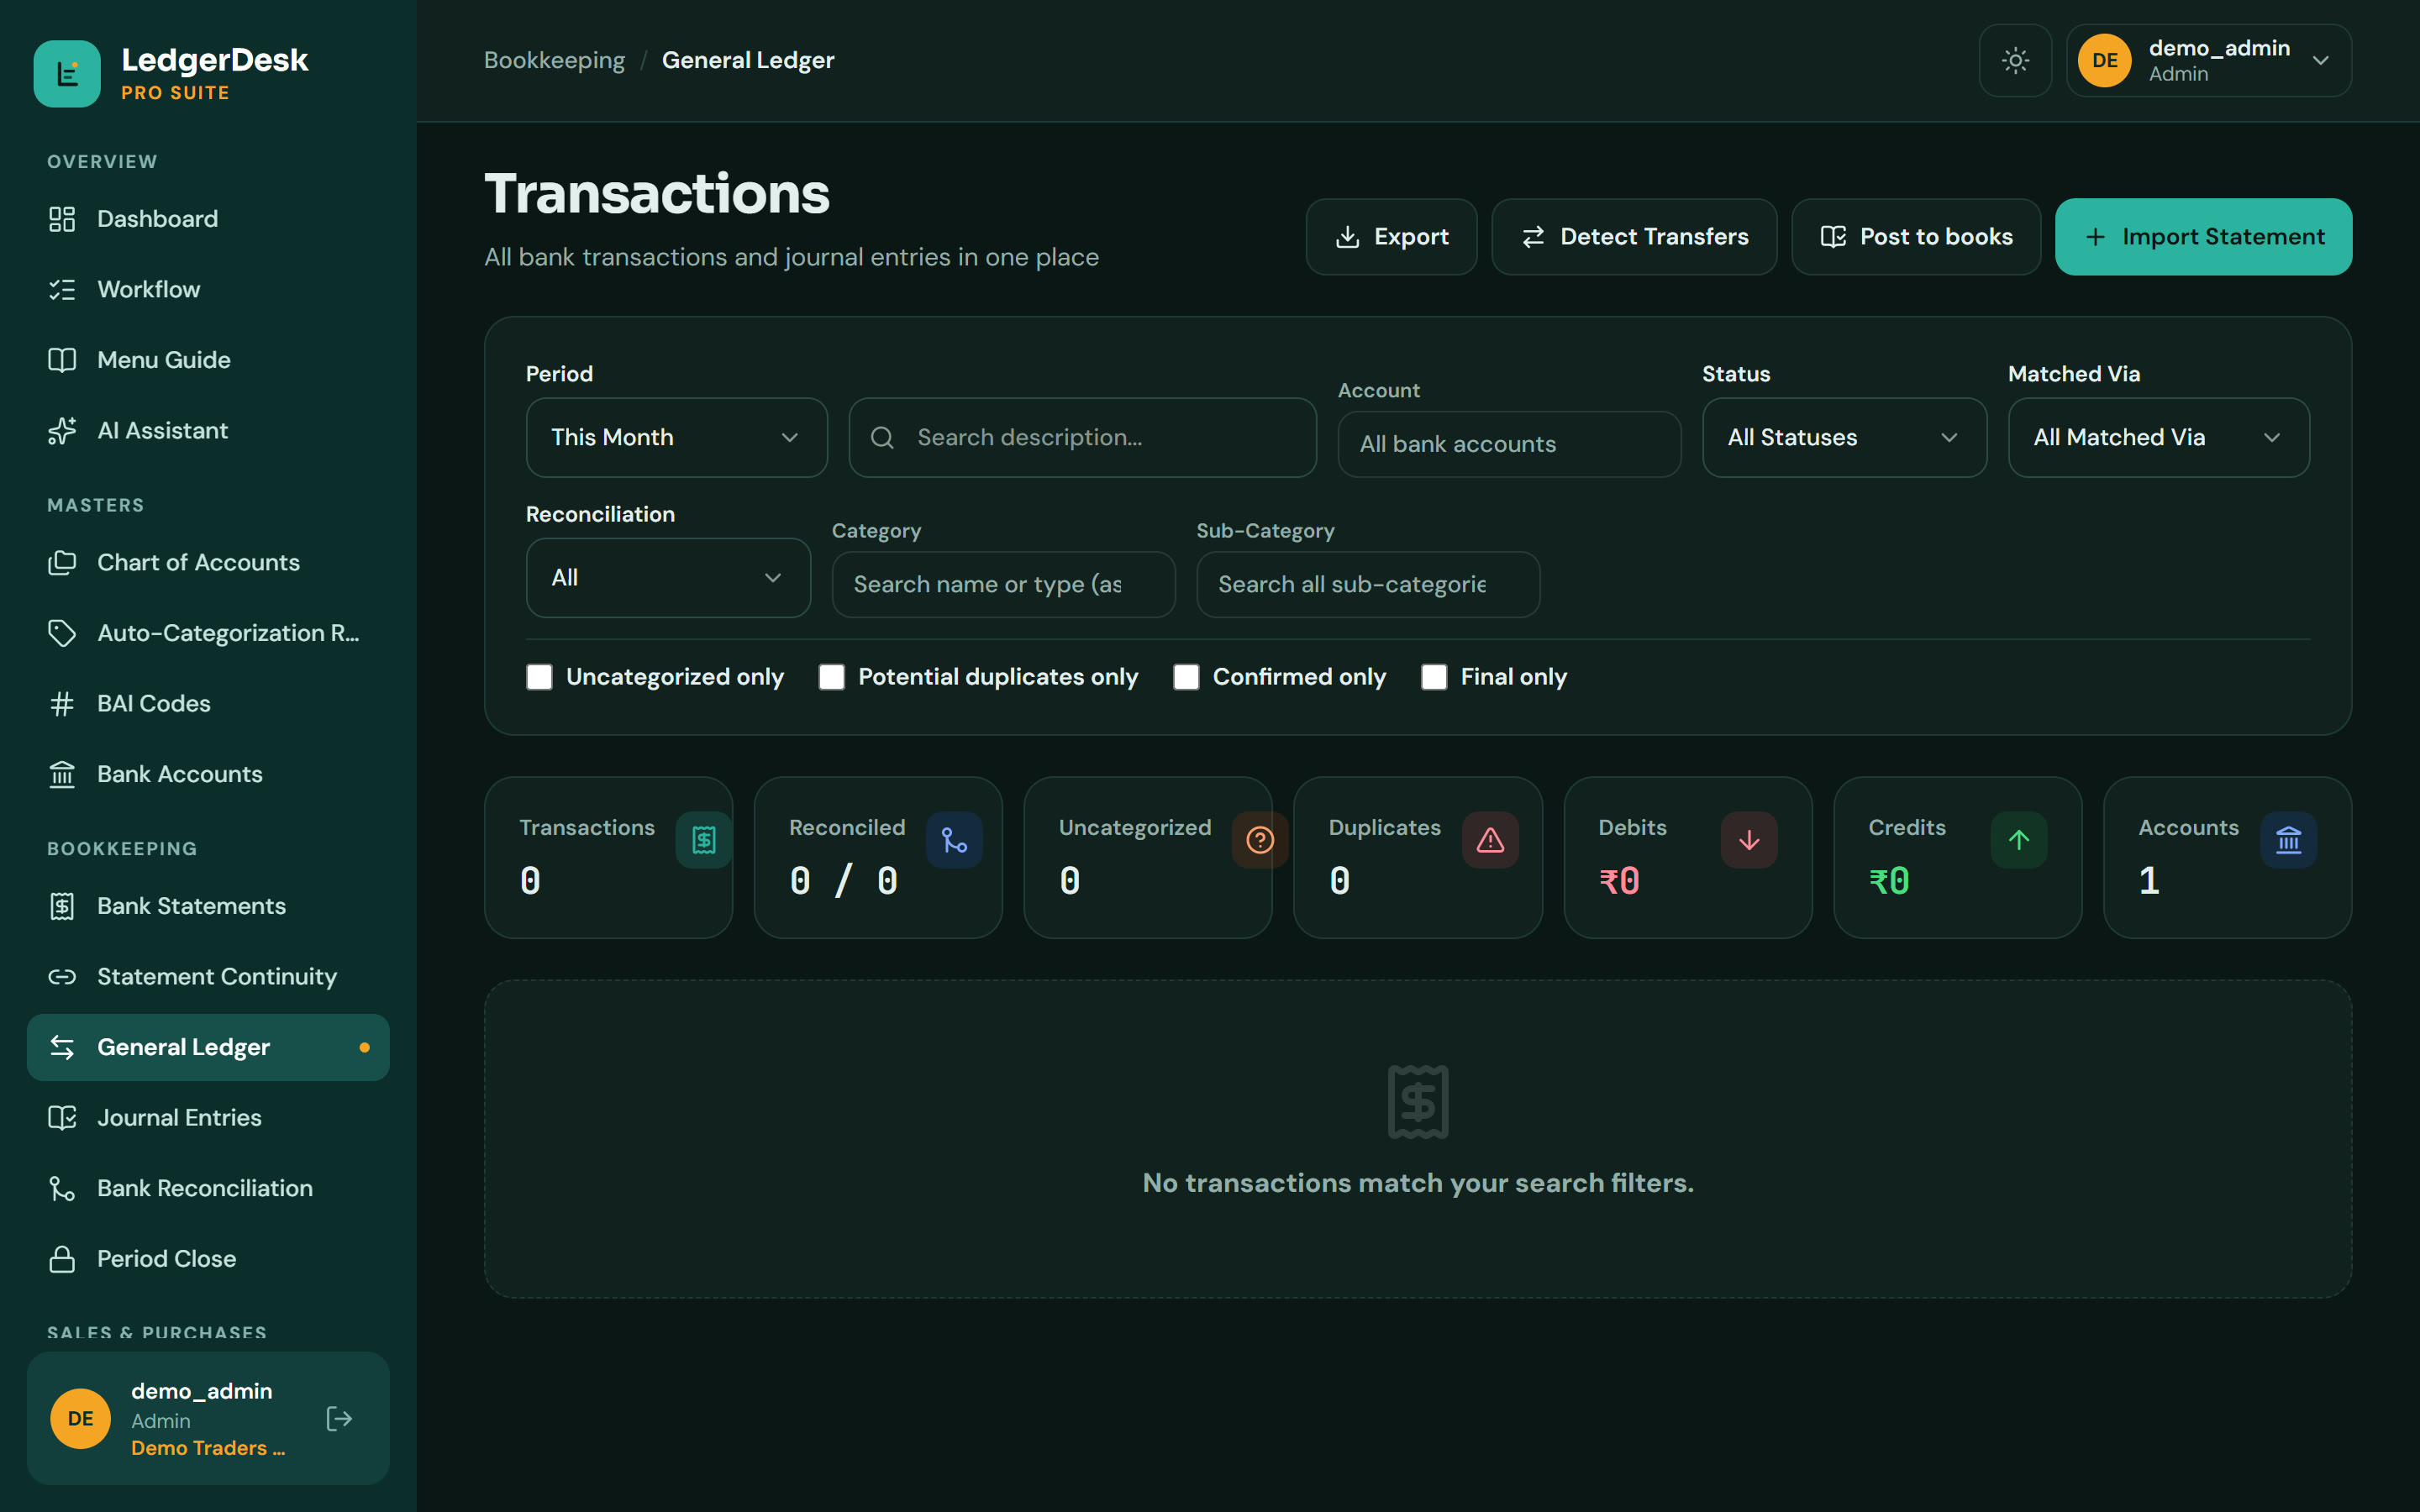 LedgerDesk
PRO SUITE
OVERVIEW
Dashboard
Workflow
Menu Guide
AI Assistant
MASTERS
Chart of Accounts
Auto-Categorization R...
BAI Codes
Bank Accounts
BOOKKEEPING
Bank Statements
Statement Continuity
General Ledger
Journal Entries
Bank Reconciliation
Period Close
SALES & PURCHASES
DE
demo_admin
Admin
Demo Traders ...
Bookkeeping / General Ledger
DE
demo_admin
Admin
Transactions
All bank transactions and journal entries in one place
Export
Detect Transfers
Post to books
Import Statement
Period
This Month
Search description...
Account
All bank accounts
Status
All Statuses
Matched Via
All Matched Via
Reconciliation
All
Category
Search name or type (as
Sub-Category
Search all sub-categorie
Uncategorized only
Potential duplicates only
Confirmed only
Final only
Transactions
0
Reconciled
0 / 0
Uncategorized
0
Duplicates
0
Debits
₹0
Credits
₹0
Accounts
1
No transactions match your search filters.